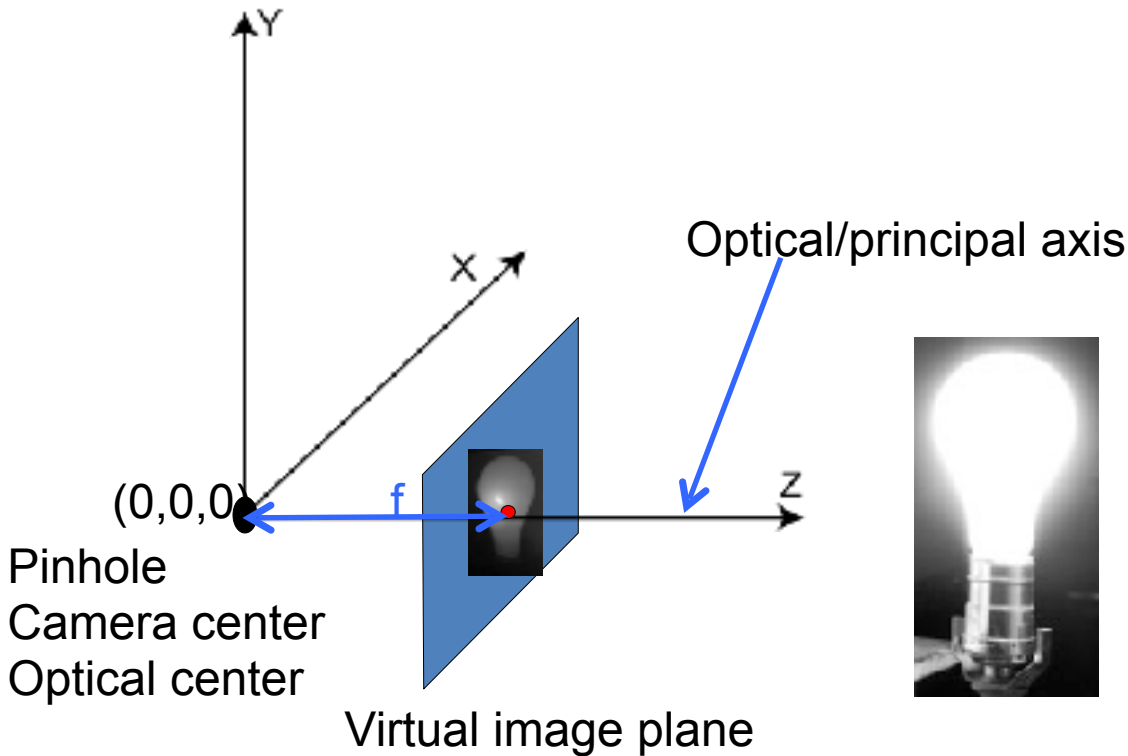 Y
X
Optical/principal axis
Z
(0,0,0)
f
Pinhole
Camera center
Optical center
Virtual image plane